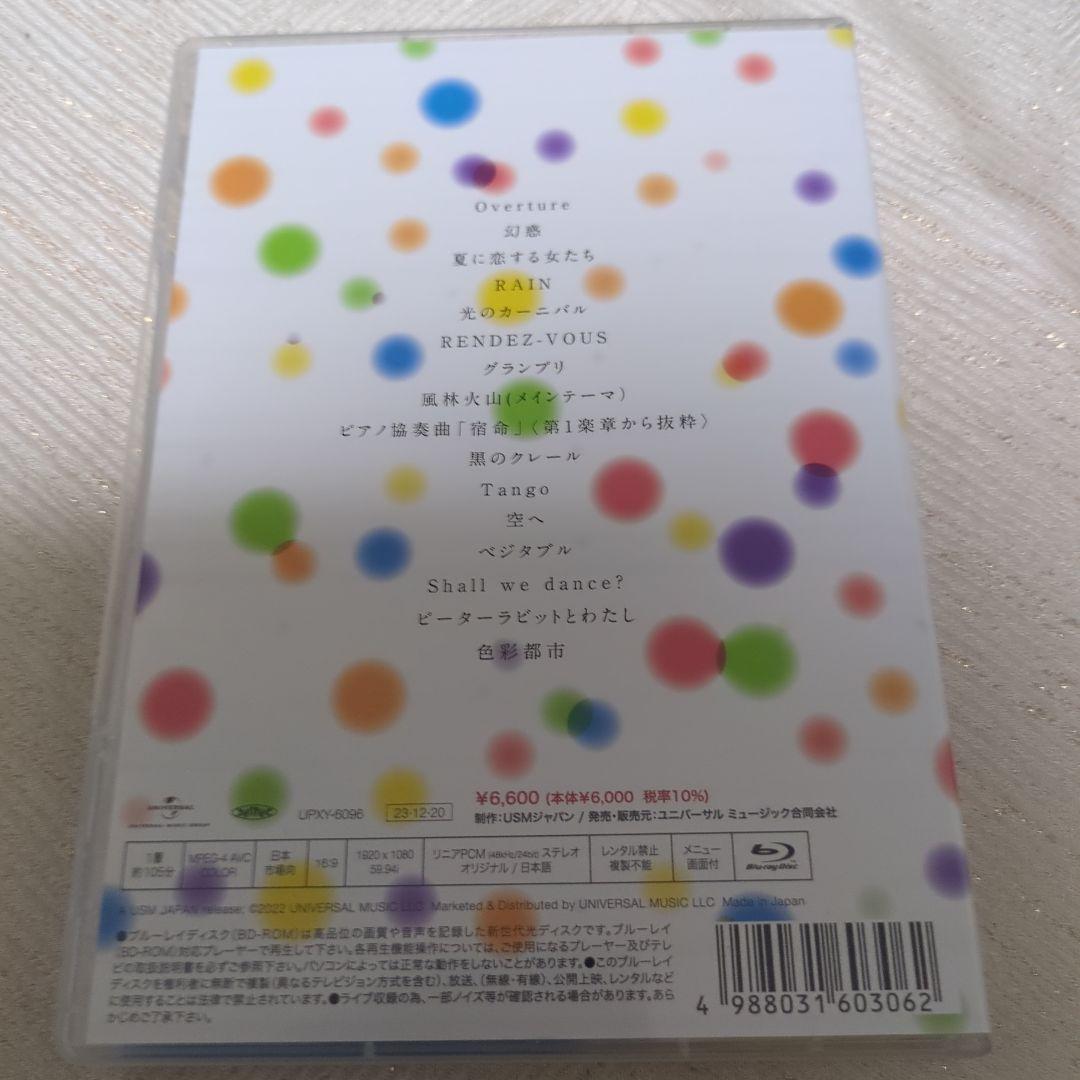 Overture
幻惑
夏に恋する女たち
RAIN
光のカーニバル
RENDEZ-VOUS
グランプリ
風林火山(メインテーマ)
ピアノ協奏曲「宿命」〈第1楽章から抜粋〉
黒のクレール
Tango
空へ
ベジタブル
Shall we dance?
ピーターラビットとわたし
色彩都市
UNIVERSAL
UNIVERSAL MUSIC GROUP
UPXY-6096
23·12·20
¥6,600 (本体¥6,000 税率10%)
制作:USMジャパン / 発売・販売元:ユニバーサル ミュージック合同会社
1層
約105分
MPEG-4 AVC
COLOR
日本
市場向
16:9
1920 x 1080
59.94i
リニアPCM (48kHz/24bit) ステレオ
オリジナル / 日本語
レンタル禁止
複製不能
メニュー
画面付
Blu-ray Disc
A USM JAPAN release; ©2022 UNIVERSAL MUSIC LLC Marketed & Distributed by UNIVERSAL MUSIC LLC Made in Japan
●ブルーレイディスク(BD-ROM)は高品位の画質や音声を記録した新世代光ディスクです。ブルーレイ
(BD-ROM)対応プレーヤーで再生して下さい。各再生機能操作については、ご使用になるプレーヤー及びテレ
ビの取扱説明書を必ずご参照下さい。パソコンによっては正常な動作をしないことがあります。●このブルーレイ
ディスクを権利者に無断で複製(異なるテレビジョン方式を含む)、放送、(無線・有線)、公開上映、レンタルなど
に使用することは法律で禁止されています。●ライブ収録の為、一部ノイズ等が確認される場合があります。あら
かじめご了承下さい。
4 988031 603062